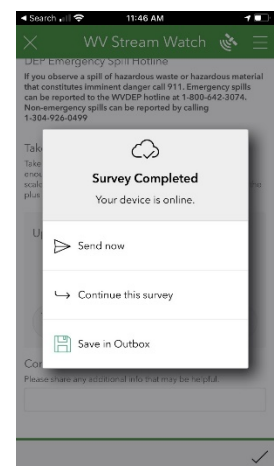 Search
11:46 AM
WV Stream Watch
DEP Emergency Spill Hotline
If you observe a spill of hazardous waste or hazardous material
that constitutes imminent danger call 911. Emergency spills
can be reported to the WVDEP hotline at 1-800-642-3074.
Non-emergency spills can be reported by calling
1-304-926-0499
Take
Survey Completed
Your device is online.
Send now
Continue this survey
Save in Outbox
Please share any additional info that may be helpful.